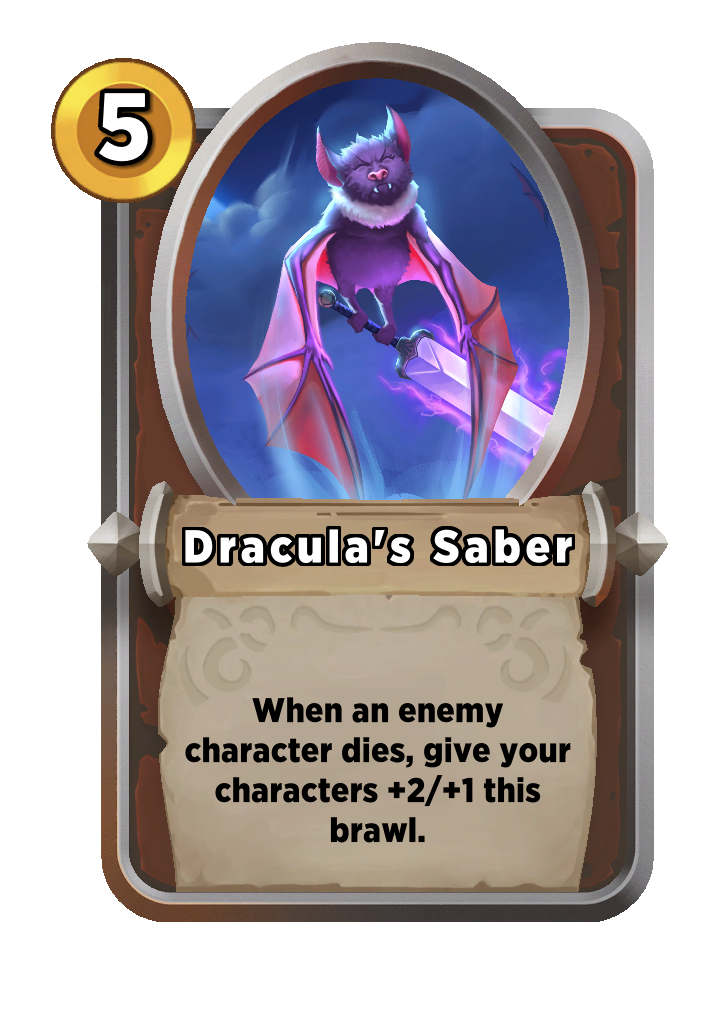 5
Dracula's Saber
When an enemy
character dies, give your
characters +2/+1 this
brawl.